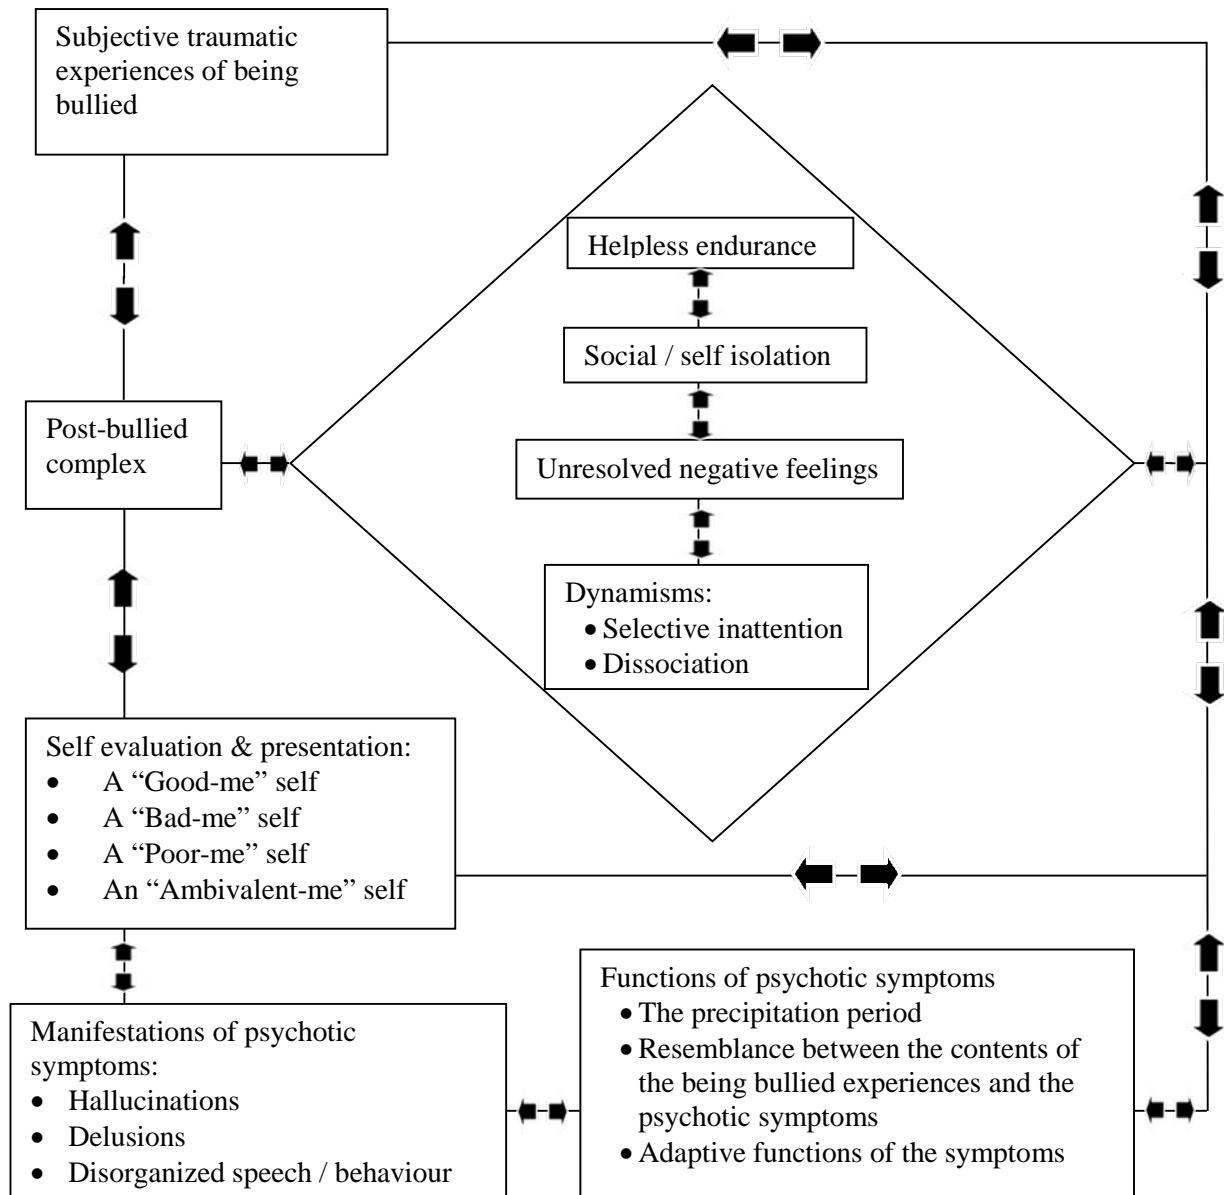 Subjective traumatic
experiences of being
bullied
Helpless endurance
Social / self isolation
Post-bullied
complex
Unresolved negative feelings
Dynamisms:
• Selective inattention
• Dissociation
Self evaluation & presentation:
• A “Good-me” self
• A “Bad-me” self
• A “Poor-me” self
• An “Ambivalent-me” self
Manifestations of psychotic
symptoms:
• Hallucinations
• Delusions
• Disorganized speech / behaviour
Functions of psychotic symptoms
• The precipitation period
• Resemblance between the contents of
the being bullied experiences and the
psychotic symptoms
• Adaptive functions of the symptoms